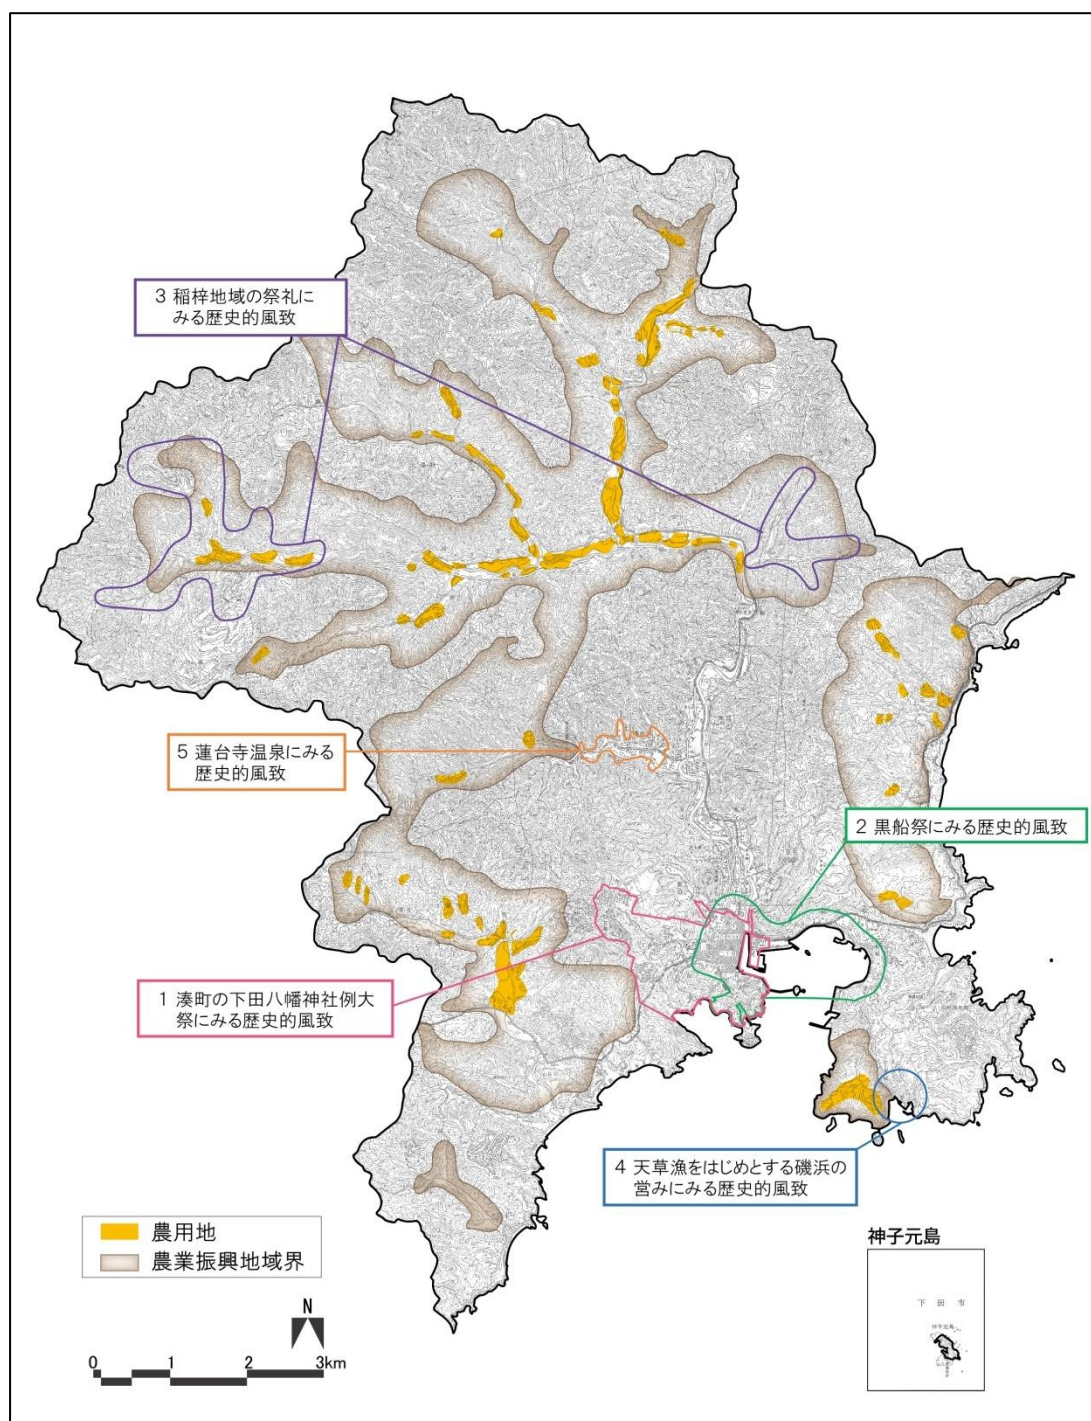 3 稲梓地域の祭礼に
みる歴史的風致
5 蓮台寺温泉にみる
歴史的風致
2 黒船祭にみる歴史的風致
1 湊町の下田八幡神社例大
祭にみる歴史的風致
4 天草漁をはじめとする磯浜の
営みにみる歴史的風致
農用地
農業振興地域界
N
0 1 2 3km
神子元島
下田市
神子元島